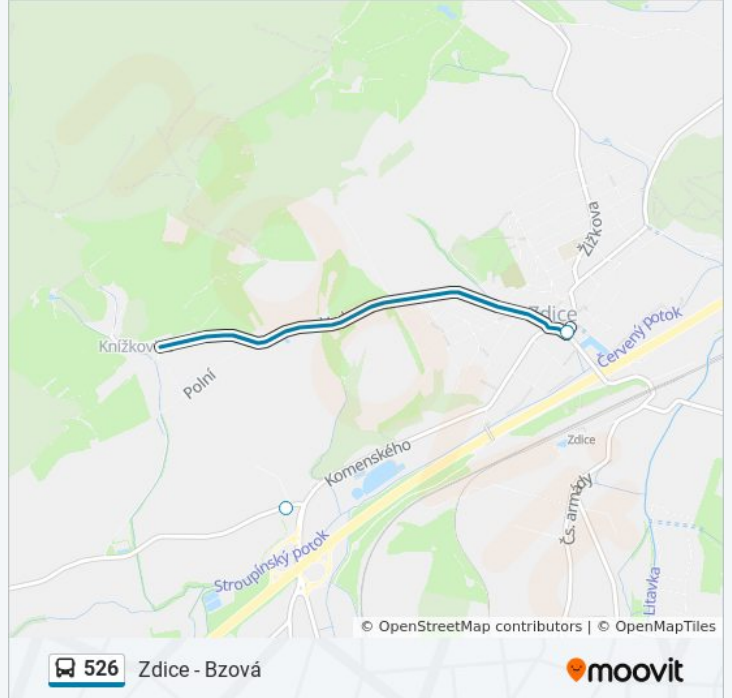 Žižkova
Zdice
Červený potok
Knížkov
Polní
Zdice
Komenského
Čs. armády
Stroupínský potok
Litavka
© OpenStreetMap contributors | © OpenMapTiles
526 Zdice - Bzová moovit